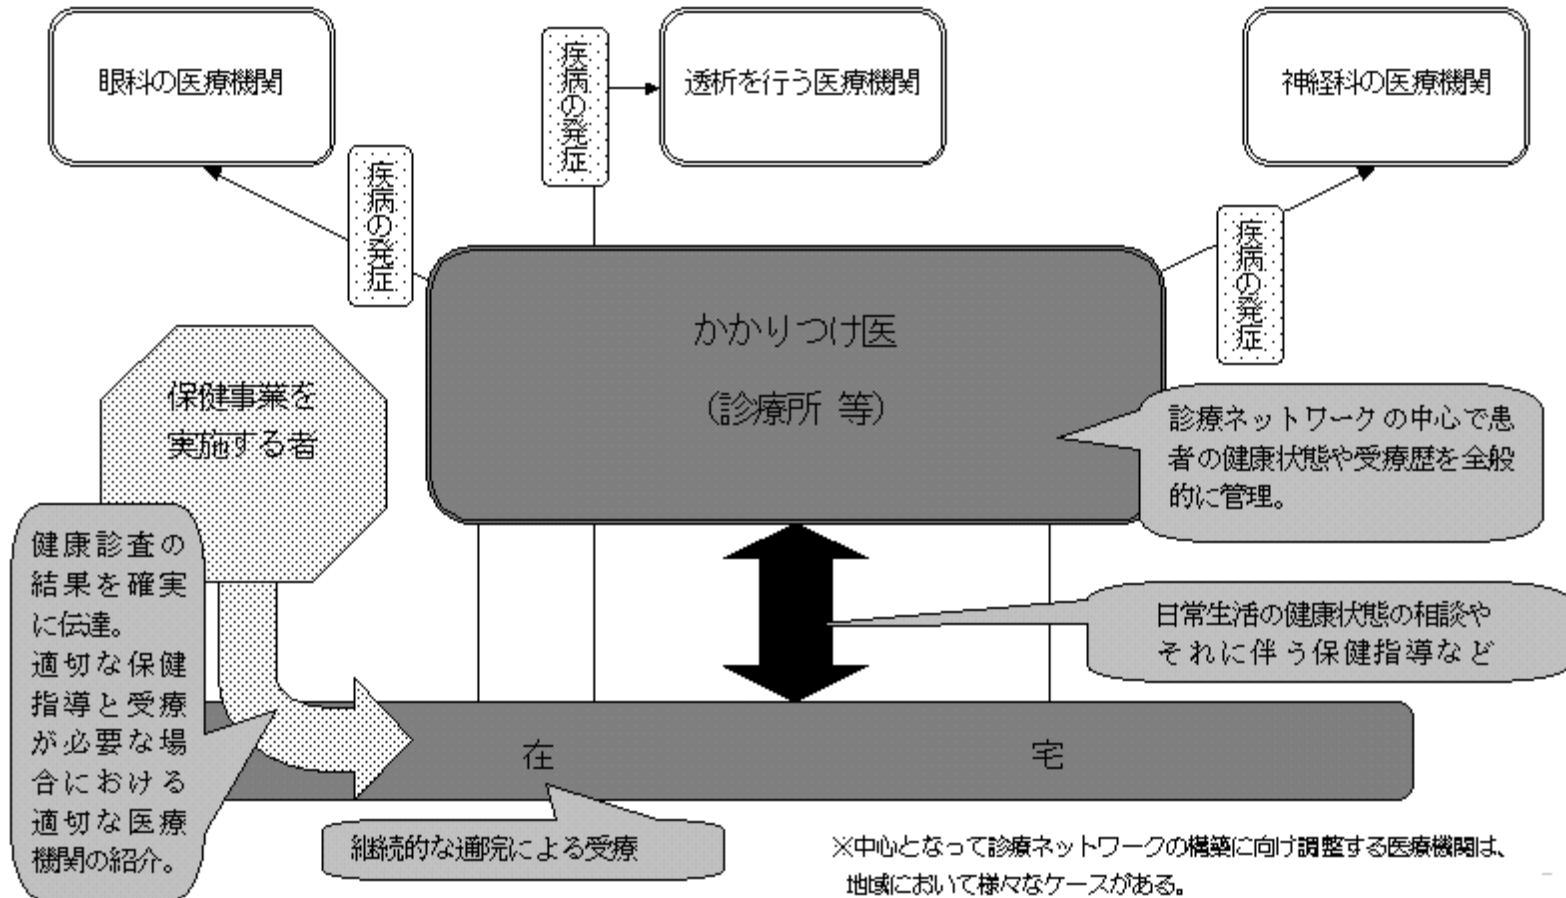 眼科の医療機関
疾病の発症
透析を行う医療機関
神経科の医療機関
疾病の発症
疾病の発症
かかりつけ医
(診療所 等)
保健事業を
実施する者
診療ネットワークの中心で患
者の健康状態や受療歴を全般
的に管理。
健康診査の
結果を確実
に伝達。
適切な保健
指導と受療
が必要な場
合における
適切な医療
機関の紹介。
日常生活の健康状態の相談や
それに伴う保健指導など
在 宅
継続的な通院による受療
※中心となって診療ネットワークの構築に向け調整する医療機関は、
地域において様々なケースがある。